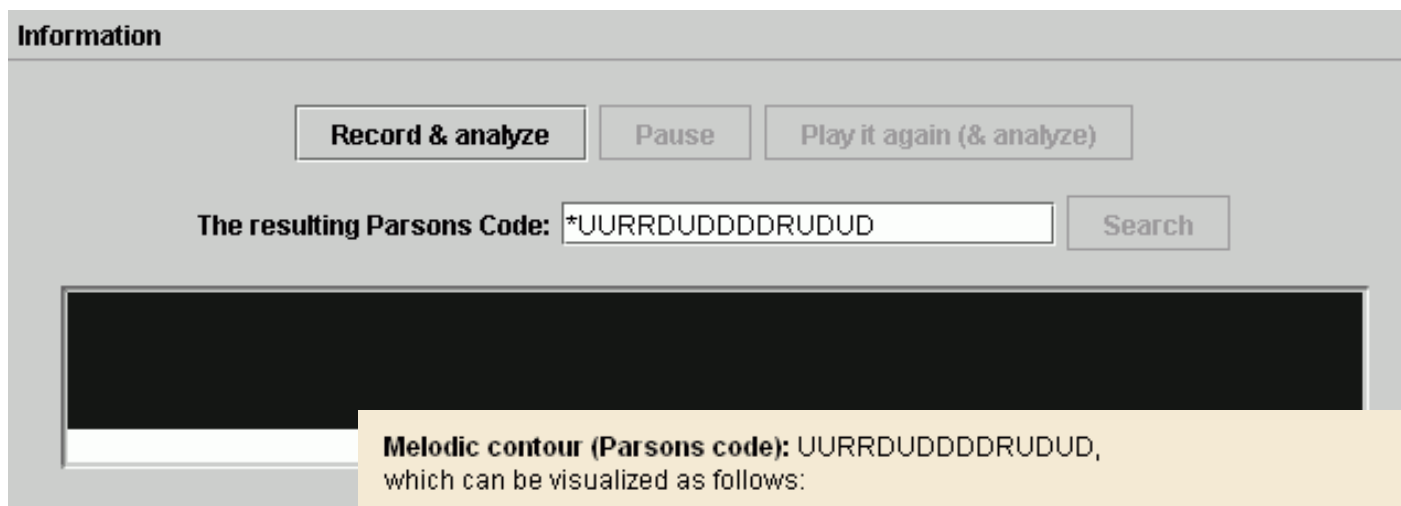 Information
Record & analyze Pause Play it again (& analyze)
The resulting Parsons Code: *UURRDUDDDDRUDUD Search
Melodic contour (Parsons code): UURRDUDDDDRUDUD,
which can be visualized as follows: